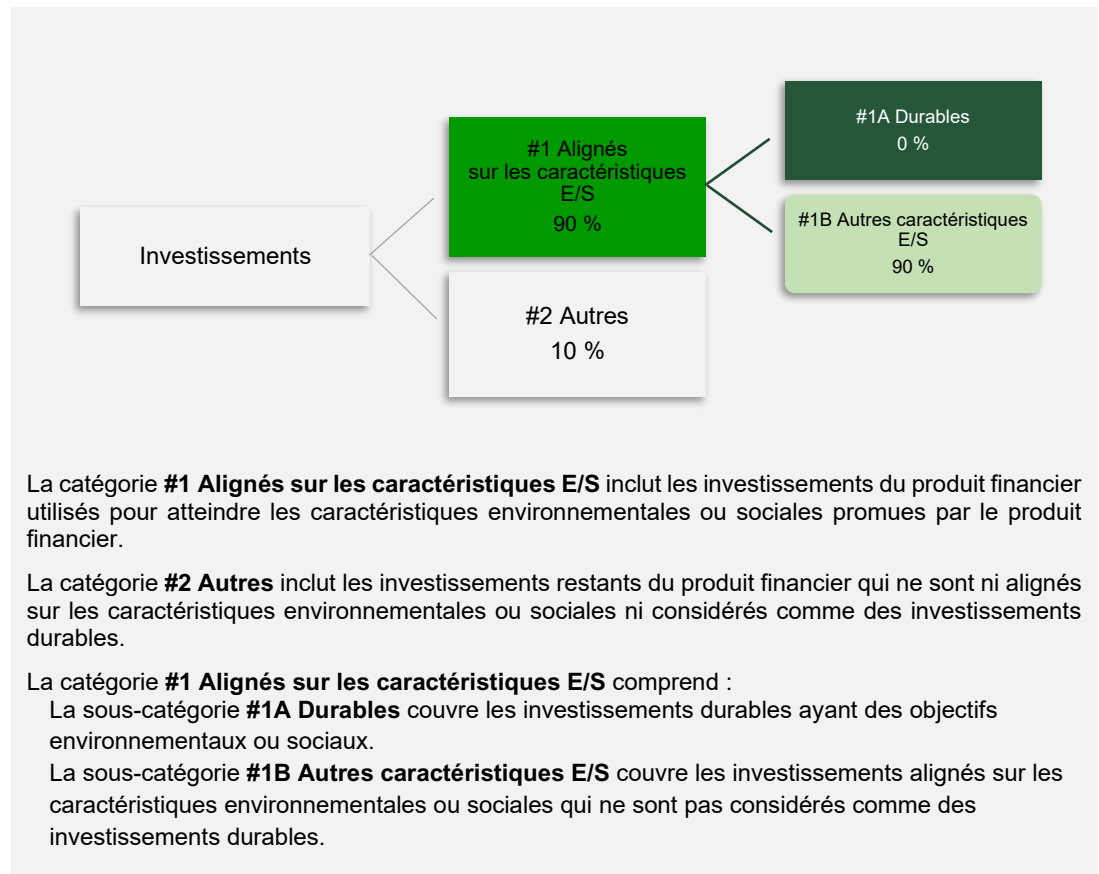 Investissements
#1 Alignés
sur les caractéristiques
E/S
90 %
#2 Autres
10 %
#1A Durables
0 %
#1B Autres caractéristiques
E/S
90 %
La catégorie #1 Alignés sur les caractéristiques E/S inclut les investissements du produit financier
utilisés pour atteindre les caractéristiques environnementales ou sociales promues par le produit
financier.
La catégorie #2 Autres inclut les investissements restants du produit financier qui ne sont ni alignés
sur les caractéristiques environnementales ou sociales ni considérés comme des investissements
durables.
La catégorie #1 Alignés sur les caractéristiques E/S comprend :
La sous-catégorie #1A Durables couvre les investissements durables ayant des objectifs
environnementaux ou sociaux.
La sous-catégorie #1B Autres caractéristiques E/S couvre les investissements alignés sur les
caractéristiques environnementales ou sociales qui ne sont pas considérés comme des
investissements durables.